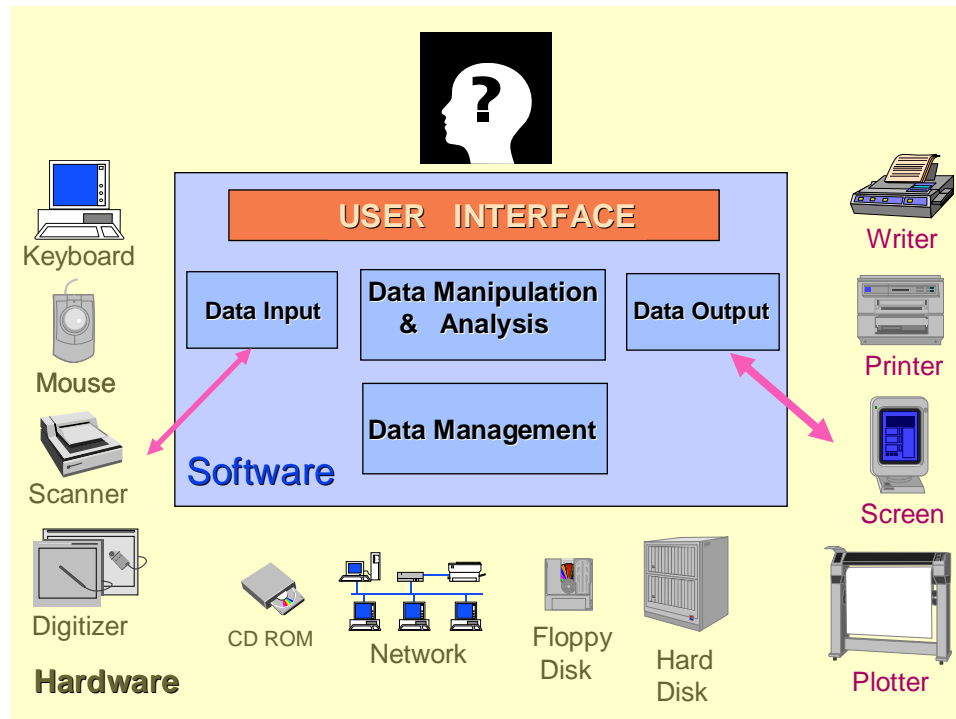 ?
USER INTERFACE
Keyboard
Writer
Data Input
Data Manipulation
& Analysis
Data Output
Mouse
Printer
Data Management
Software
Scanner
Screen
Digitizer
CD ROM
Network
Floppy
Disk
Hard
Disk
Plotter
Hardware